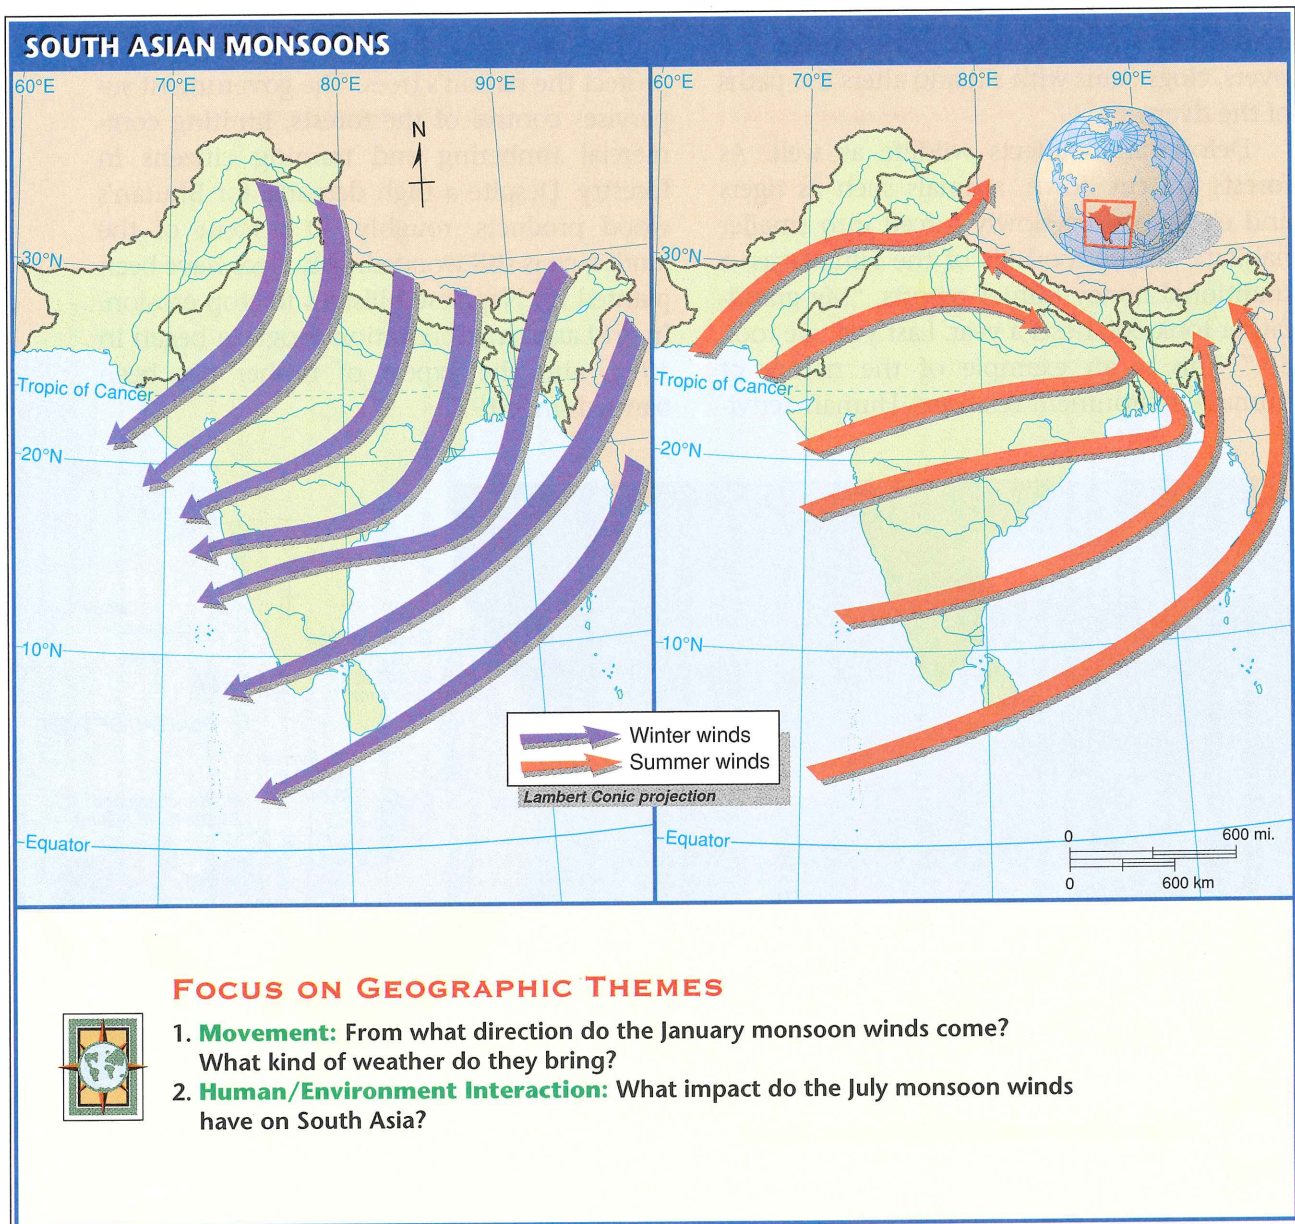 SOUTH ASIAN MONSOONS
60°E 70°E 80°E 90°E
N
30°N
Tropic of Cancer
20°N
10°N
Equator
60°E 70°E 80°E 90°E
30°N
Tropic of Cancer
20°N
10°N
Equator
Winter winds
Summer winds
Lambert Conic projection
0 600 mi.
0 600 km
FOCUS ON GEOGRAPHIC THEMES
1. Movement: From what direction do the January monsoon winds come?
What kind of weather do they bring?
2. Human/Environment Interaction: What impact do the July monsoon winds
have on South Asia?